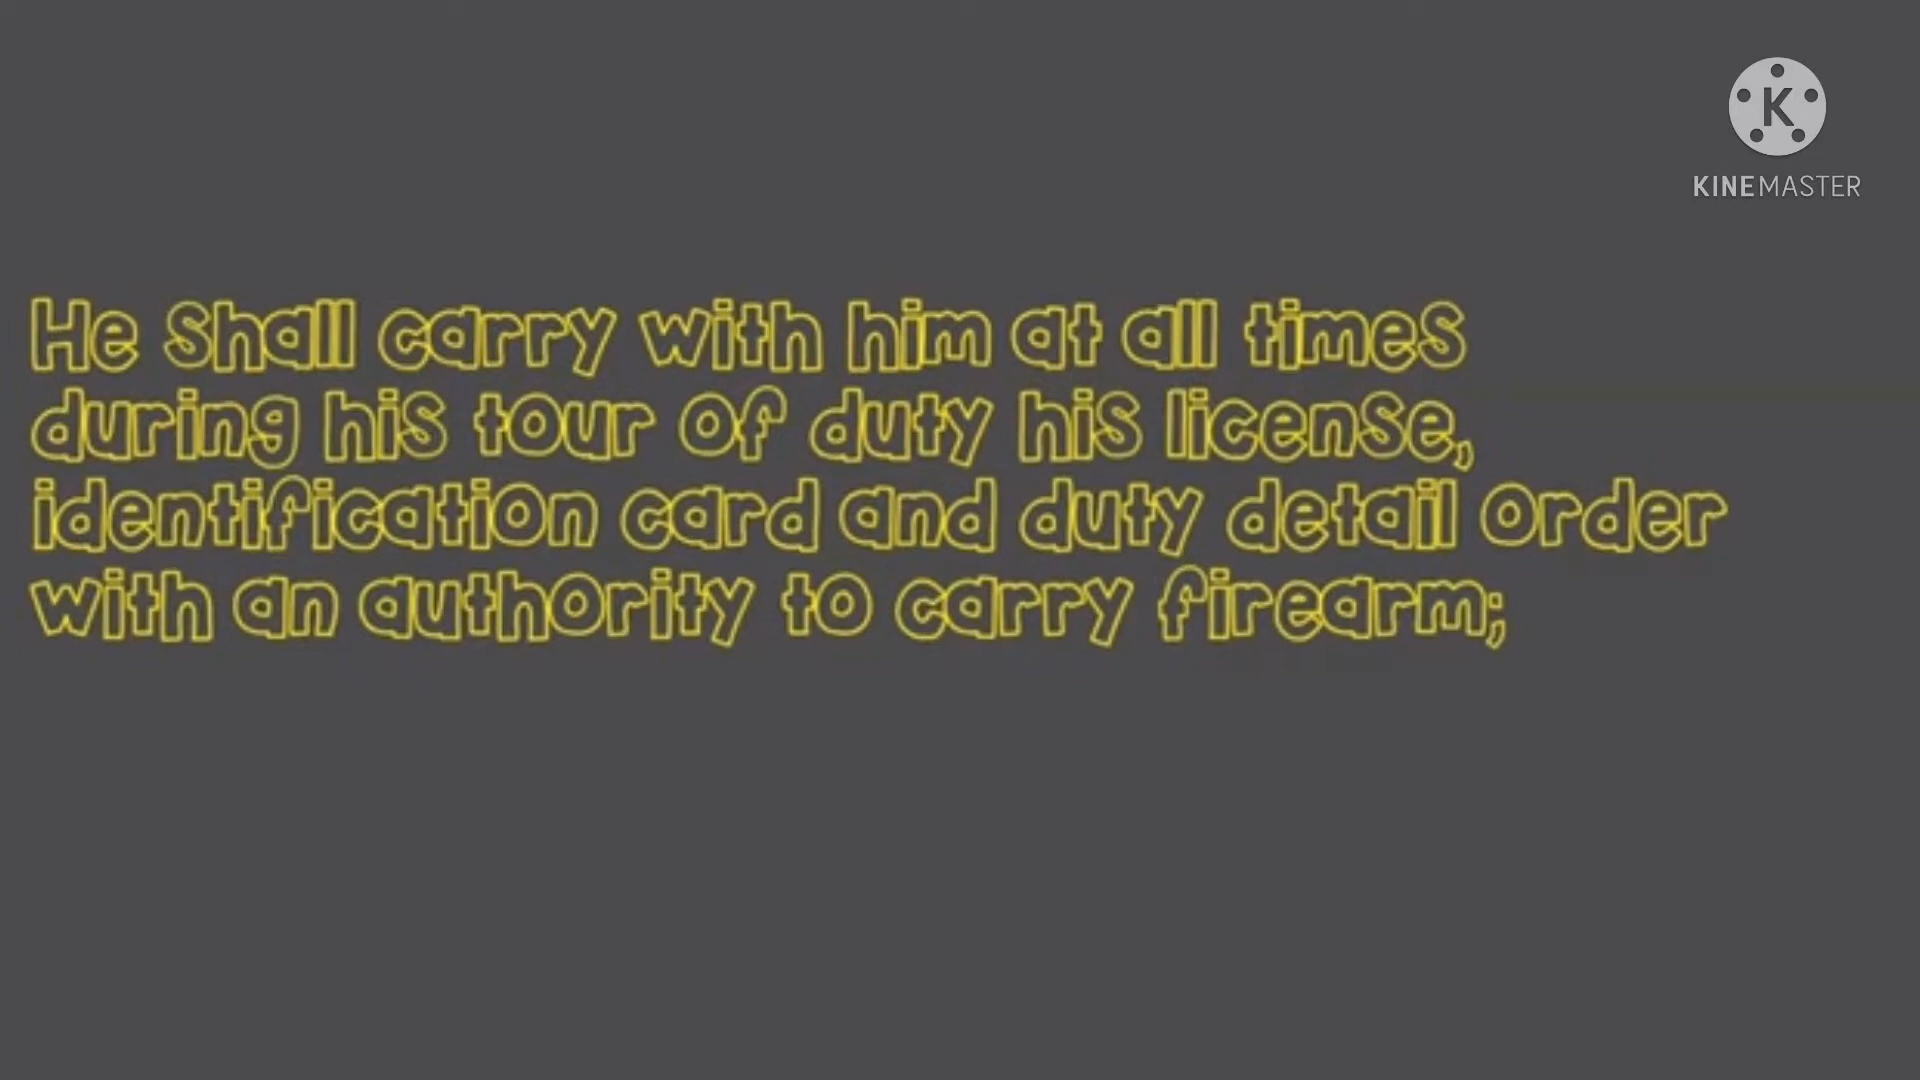 K
KINEMASTER
He shall carry with him at all times
during his tour of duty his license,
identification card and duty detail order
with an authority to carry firearm;